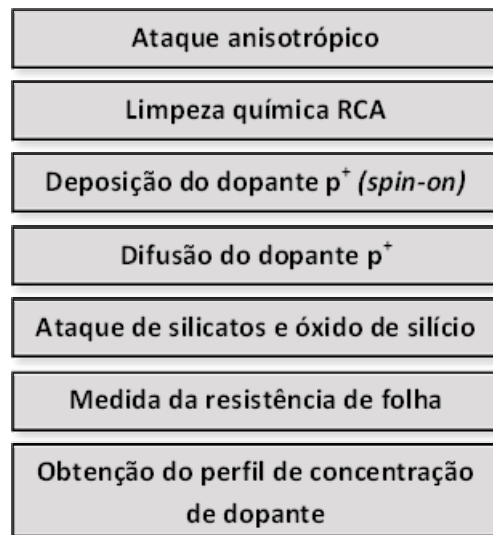 Ataque anisotrópico
Limpeza química RCA
Deposição do dopante p⁺ (spin-on)
Difusão do dopante p⁺
Ataque de silicatos e óxido de silício
Medida da resistência de folha
Obtenção do perfil de concentração
de dopante